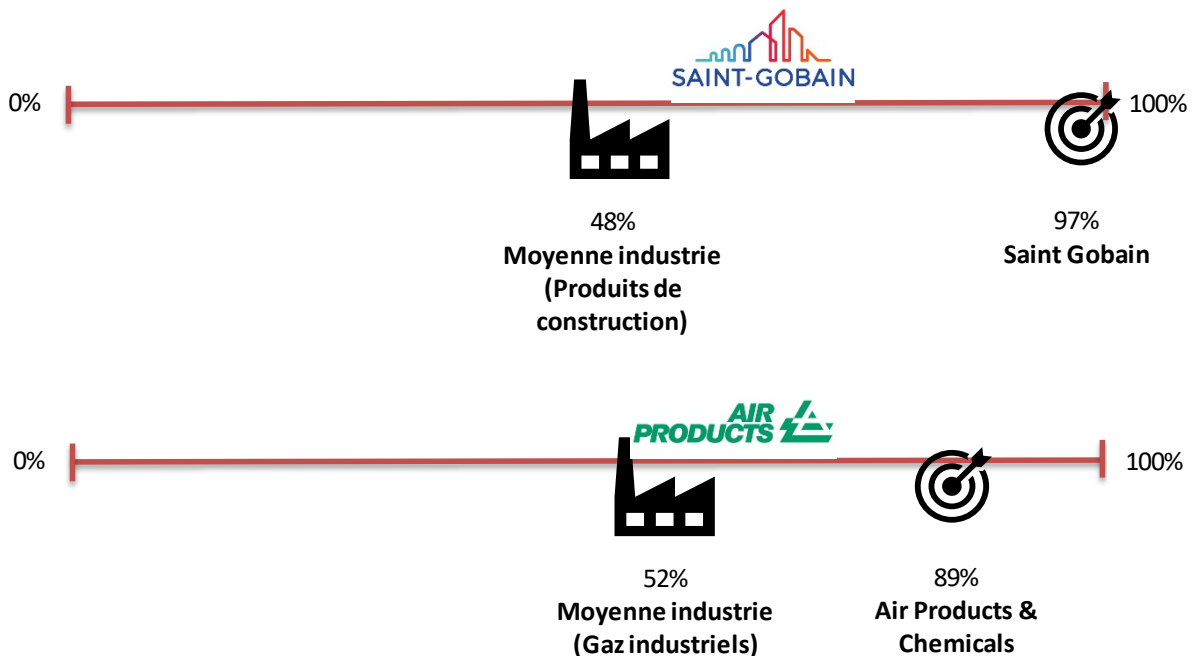 SAINT-GOBAIN
0%
100%
48%
97%
Moyenne industrie
Saint Gobain
(Produits de
construction)
AIR
PRODUCTS
0%
100%
52%
89%
Moyenne industrie
Air Products &
(Gaz industriels)
Chemicals